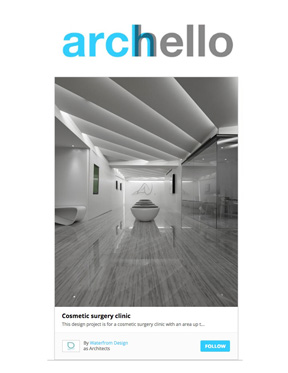 archello
Cosmetic surgery clinic
This design project is for a cosmetic surgery clinic with an area up t...
By Waterfrom Design
as Architects
FOLLOW